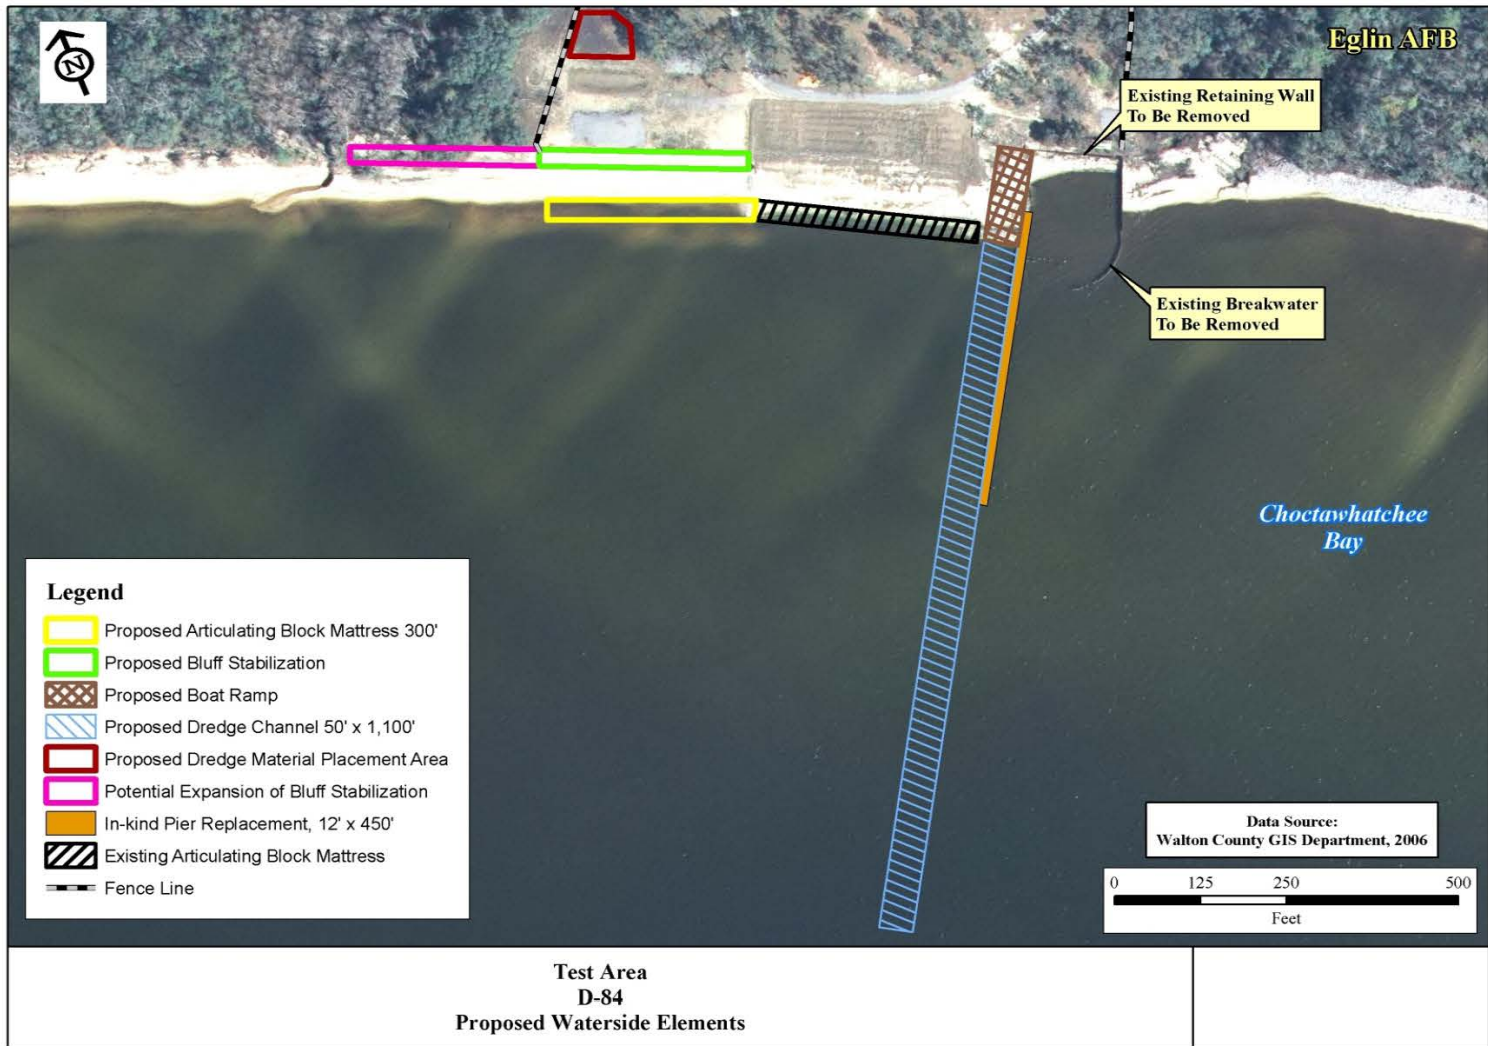 N
Eglin AFB
Existing Retaining Wall
To Be Removed
Existing Breakwater
To Be Removed
Choctawhatchee
Bay
Legend
Proposed Articulating Block Mattress 300'
Proposed Bluff Stabilization
Proposed Boat Ramp
Proposed Dredge Channel 50' x 1,100'
Proposed Dredge Material Placement Area
Potential Expansion of Bluff Stabilization
In-kind Pier Replacement, 12' x 450'
Existing Articulating Block Mattress
Fence Line
Data Source:
Walton County GIS Department, 2006
0 125 250 500
Feet
Test Area
D-84
Proposed Waterside Elements